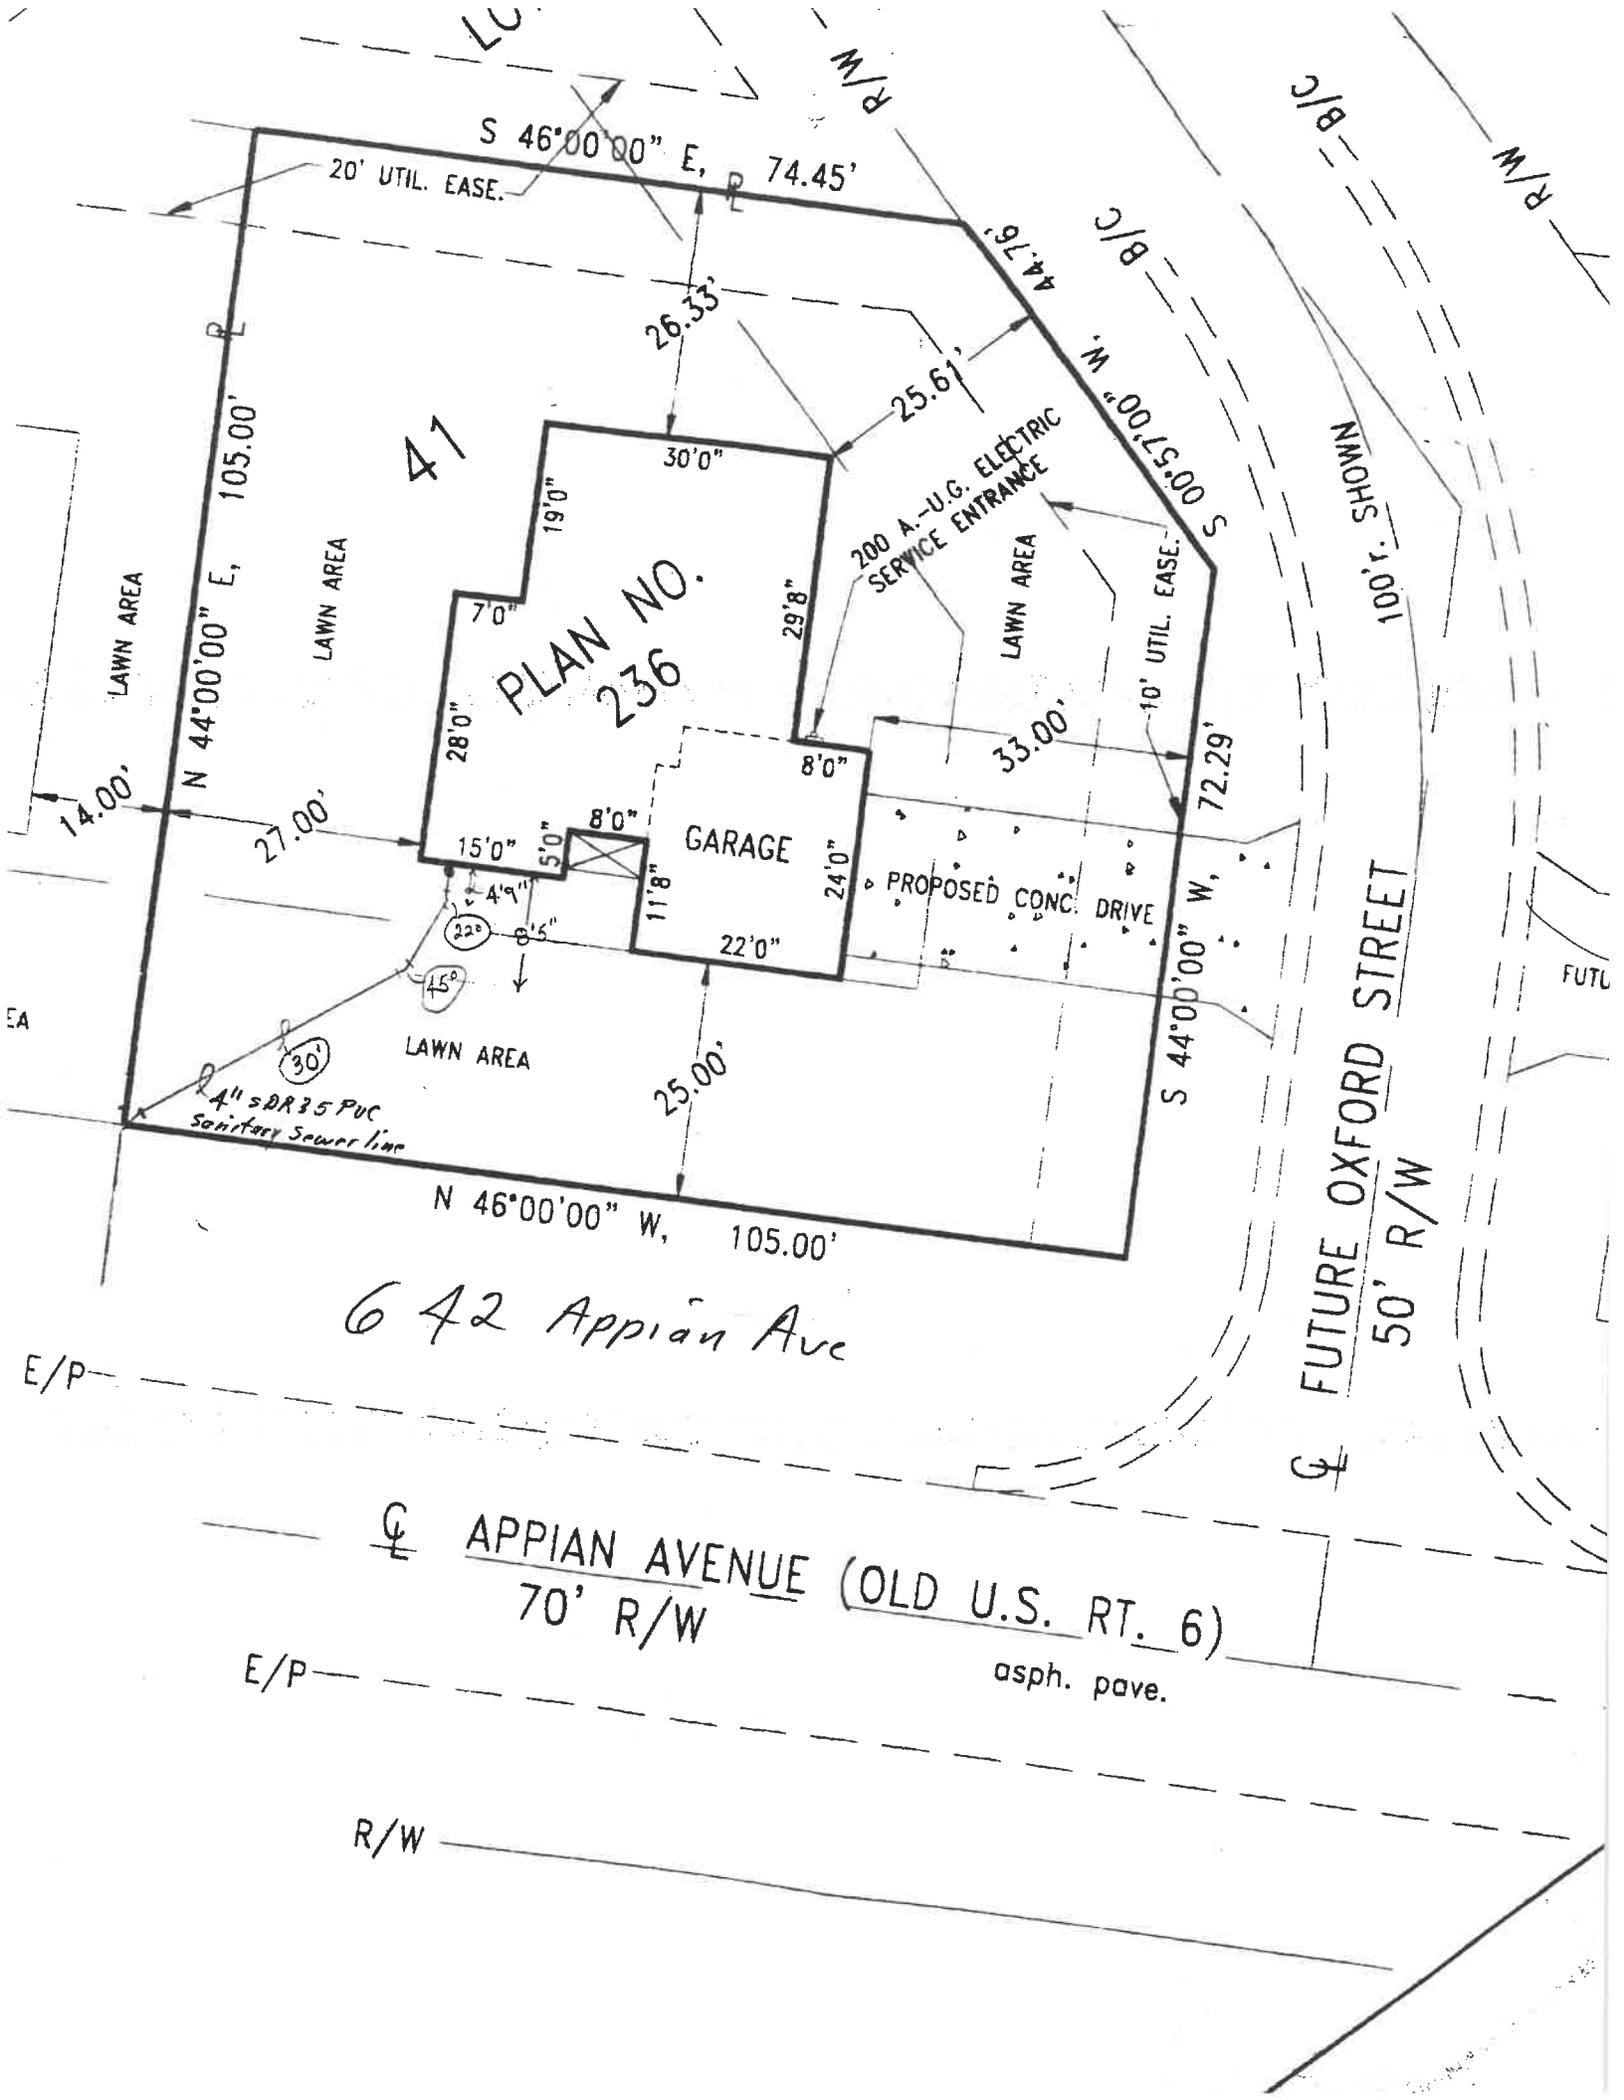 R/W
B/C
R/W
S 46°00'00" E, 74.45'
20' UTIL. EASE.
44.76'
B/C
S 00°57'00" W.
26.33'
25.61'
N 44°00'00" E, 105.00'
41
30'0"
19'0"
200 A.-U.G. ELECTRIC
SERVICE ENTRANCE
100'r. SHOWN
LAWN AREA
LAWN AREA
LAWN AREA
10' UTIL. EASE.
7'0"
PLAN NO.
236
29'8"
28'0"
33.00'
8'0"
S 44°00'00" W, 72.29'
14.00'
27.00'
15'0"
5'0"
8'0"
GARAGE
24'0"
11'8"
PROPOSED CONC. DRIVE
4'9"
22°
8'5"
22'0"
45°
FUTU
EA
LAWN AREA
30'
25.00'
4" SDR35 PVC
sanitary sewer line
N 46°00'00" W, 105.00'
FUTURE OXFORD STREET
50' R/W
642 Appian Ave
E/P
℄
℄ APPIAN AVENUE (OLD U.S. RT. 6)
70' R/W
asph. pave.
E/P
R/W